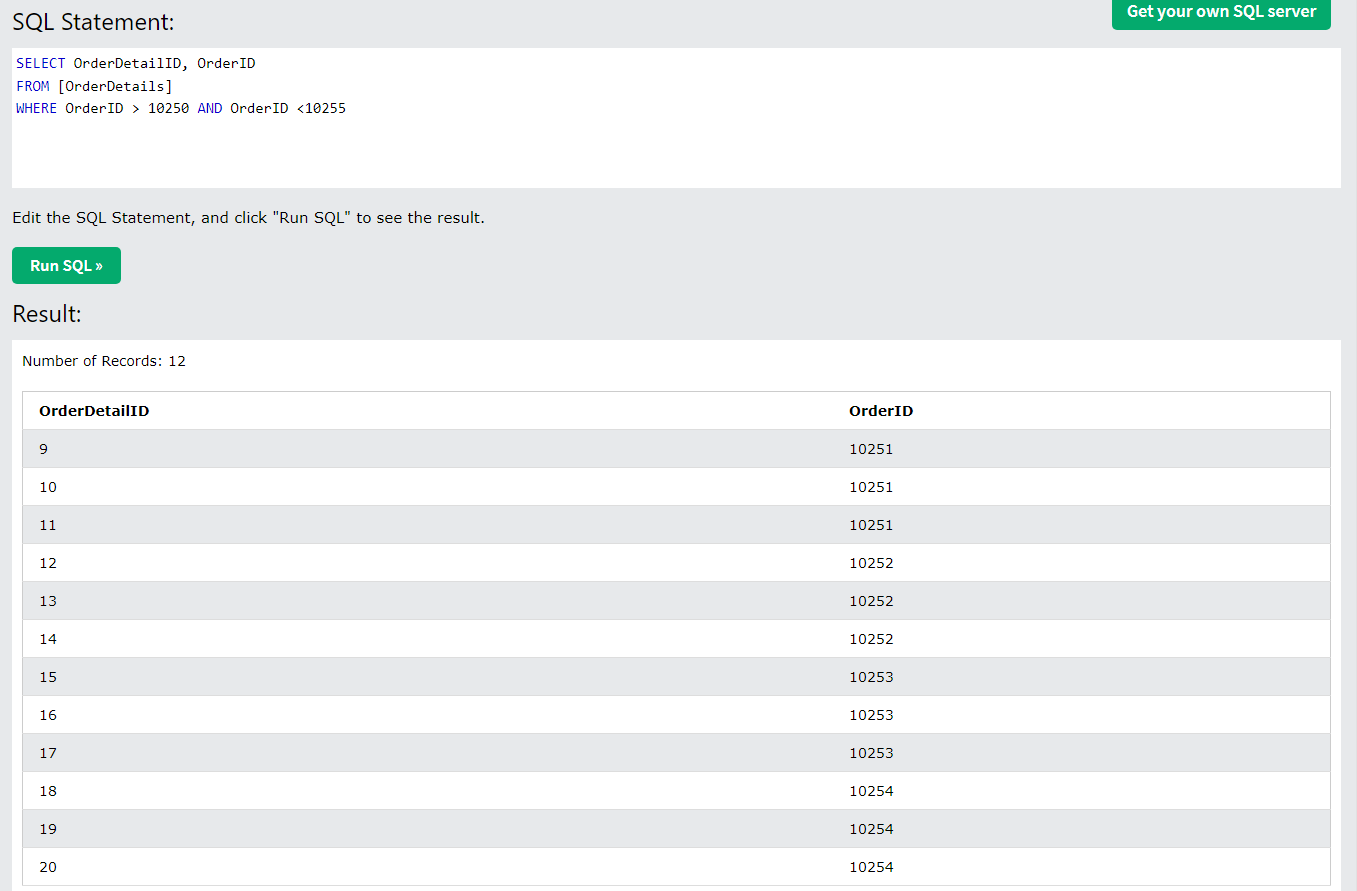 SQL Statement:
Get your own SQL server
SELECT OrderDetailID, OrderID
FROM [OrderDetails]
WHERE OrderID > 10250 AND OrderID <10255
Edit the SQL Statement, and click "Run SQL" to see the result.
Run SQL »
Result:
Number of Records: 12
OrderDetailID OrderID
9 10251
10 10251
11 10251
12 10252
13 10252
14 10252
15 10253
16 10253
17 10253
18 10254
19 10254
20 10254